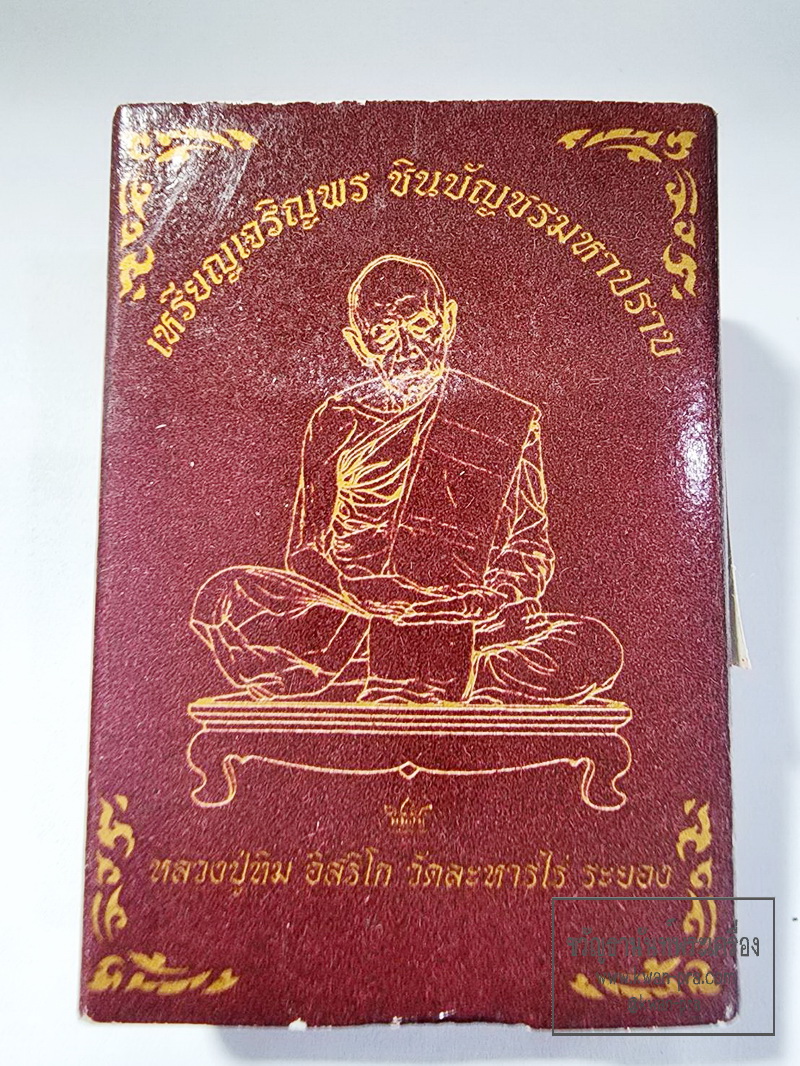 เหรียญเจริญพร ชินบัญชรมหาปราบ
หลวงปู่ทิม อิสริโก วัดละหารไร่ ระยอง